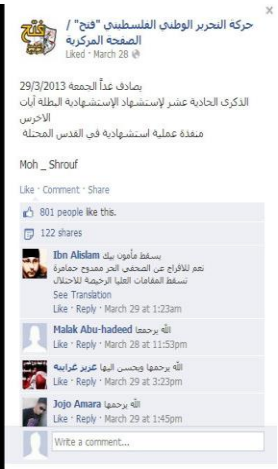 حركة التحرير الوطني الفلسطيني "فتح" /
الصفحة المركزية
Liked · March 28
يصادف غداً الجمعة 29/3/2013
الذكرى الحادية عشر لإستشهاد الإستشهادية البطلة آيات
الاخرس
منفذة عملية استشهادية في القدس المحتلة
Moh _ Shrouf
Like · Comment · Share
801 people like this.
122 shares
Ibn Alislam يسقط مأمون بيك
نعم للافراج عن الصحفي الحر ممدوح حمامرة
تسقط المقامات العليا الرخيصة للاحتلال
See Translation
Like · Reply · March 29 at 1:23am
Malak Abu-hadeed الله يرحمها
Like · Reply · March 28 at 11:53pm
الله يرحمها ويحسن اليها عرير غرايبه
Like · Reply · March 29 at 3:23pm
Jojo Amara الله يرحمها
Like · Reply · March 29 at 1:45pm
Write a comment...